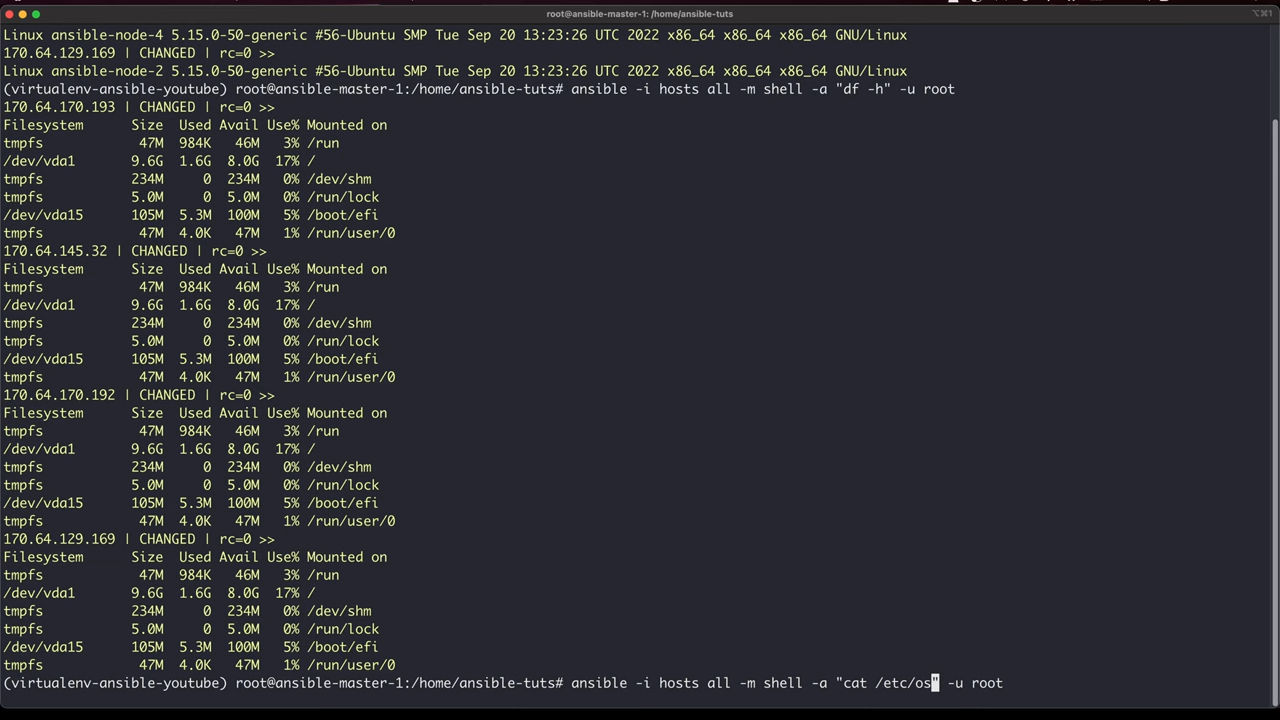 root@ansible-master-1: /home/ansible-tuts
⌥⌘1
Linux ansible-node-4 5.15.0-50-generic #56-Ubuntu SMP Tue Sep 20 13:23:26 UTC 2022 x86_64 x86_64 x86_64 GNU/Linux
170.64.129.169 | CHANGED | rc=0 >>
Linux ansible-node-2 5.15.0-50-generic #56-Ubuntu SMP Tue Sep 20 13:23:26 UTC 2022 x86_64 x86_64 x86_64 GNU/Linux
(virtualenv-ansible-youtube) root@ansible-master-1:/home/ansible-tuts# ansible -i hosts all -m shell -a "df -h" -u root
170.64.170.193 | CHANGED | rc=0 >>
Filesystem      Size  Used Avail Use% Mounted on
tmpfs            47M  984K   46M   3% /run
/dev/vda1       9.6G  1.6G  8.0G  17% /
tmpfs           234M     0  234M   0% /dev/shm
tmpfs           5.0M     0  5.0M   0% /run/lock
/dev/vda15      105M  5.3M  100M   5% /boot/efi
tmpfs            47M  4.0K   47M   1% /run/user/0
170.64.145.32 | CHANGED | rc=0 >>
Filesystem      Size  Used Avail Use% Mounted on
tmpfs            47M  984K   46M   3% /run
/dev/vda1       9.6G  1.6G  8.0G  17% /
tmpfs           234M     0  234M   0% /dev/shm
tmpfs           5.0M     0  5.0M   0% /run/lock
/dev/vda15      105M  5.3M  100M   5% /boot/efi
tmpfs            47M  4.0K   47M   1% /run/user/0
170.64.170.192 | CHANGED | rc=0 >>
Filesystem      Size  Used Avail Use% Mounted on
tmpfs            47M  984K   46M   3% /run
/dev/vda1       9.6G  1.6G  8.0G  17% /
tmpfs           234M     0  234M   0% /dev/shm
tmpfs           5.0M     0  5.0M   0% /run/lock
/dev/vda15      105M  5.3M  100M   5% /boot/efi
tmpfs            47M  4.0K   47M   1% /run/user/0
170.64.129.169 | CHANGED | rc=0 >>
Filesystem      Size  Used Avail Use% Mounted on
tmpfs            47M  984K   46M   3% /run
/dev/vda1       9.6G  1.6G  8.0G  17% /
tmpfs           234M     0  234M   0% /dev/shm
tmpfs           5.0M     0  5.0M   0% /run/lock
/dev/vda15      105M  5.3M  100M   5% /boot/efi
tmpfs            47M  4.0K   47M   1% /run/user/0
(virtualenv-ansible-youtube) root@ansible-master-1:/home/ansible-tuts# ansible -i hosts all -m shell -a "cat /etc/os" -u root